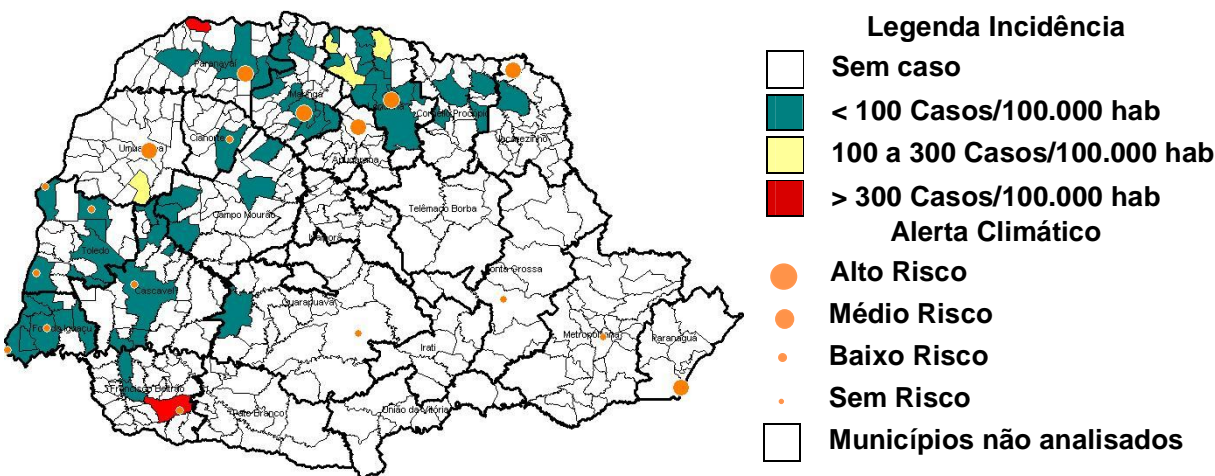 Legenda Incidência
Sem caso
< 100 Casos/100.000 hab
100 a 300 Casos/100.000 hab
> 300 Casos/100.000 hab
Alerta Climático
Alto Risco
Médio Risco
Baixo Risco
Sem Risco
Municípios não analisados
Paranavaí
Maringá
Londrina
Cornélio Procópio
Jacarezinho
Cianorte
Umuarama
Apucarana
Campo Mourão
Telêmaco Borba
Ivaiporã
Toledo
Cascavel
Ponta Grossa
Guarapuava
Foz do Iguaçu
Irati
Metropolitana
Paranaguá
Francisco Beltrão
Pato Branco
União da Vitória